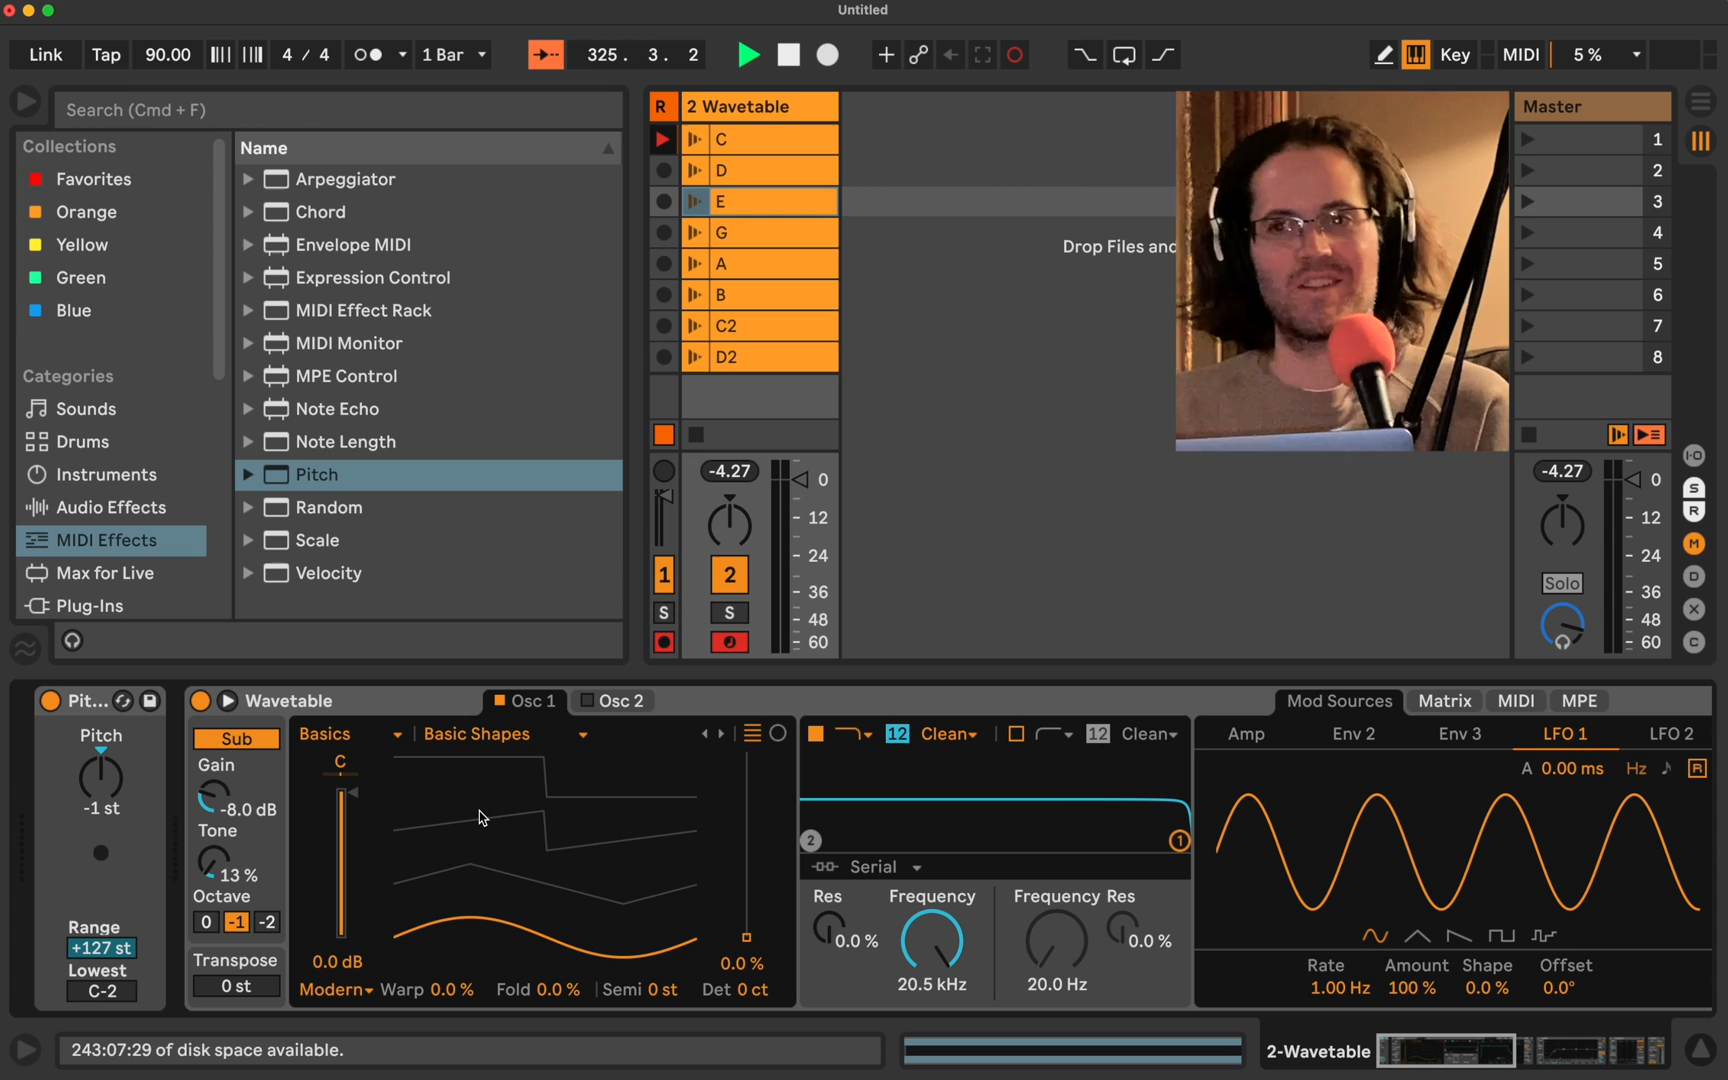 Untitled
Link Tap 90.00 4 / 4 1 Bar 325. 3. 2 Key MIDI 5 %
Search (Cmd + F)
Collections
Favorites
Orange
Yellow
Green
Blue
Categories
Sounds
Drums
Instruments
Audio Effects
MIDI Effects
Max for Live
Plug-Ins
Name
Arpeggiator
Chord
Envelope MIDI
Expression Control
MIDI Effect Rack
MIDI Monitor
MPE Control
Note Echo
Note Length
Pitch
Random
Scale
Velocity
R 2 Wavetable
C
D
E
G
A
B
C2
D2
Drop Files and
Master
1
2
3
4
5
6
7
8
-4.27
0
12
24
36
48
60
1 2
S S
-4.27
0
12
24
36
48
60
Solo
I·O
S
R
M
D
X
C
Pit...
Pitch
-1 st
Range
+127 st
Lowest
C-2
Wavetable Osc 1 Osc 2
Sub
Gain
-8.0 dB
Tone
13 %
Octave
0 -1 -2
Transpose
0 st
Basics Basic Shapes
C
0.0 dB 0.0 %
Modern Warp 0.0 % Fold 0.0 % Semi 0 st Det 0 ct
12 Clean 12 Clean
2 1
Serial
Res Frequency Frequency Res
0.0 % 0.0 %
20.5 kHz 20.0 Hz
Mod Sources Matrix MIDI MPE
Amp Env 2 Env 3 LFO 1 LFO 2
A 0.00 ms Hz R
Rate Amount Shape Offset
1.00 Hz 100 % 0.0 % 0.0°
243:07:29 of disk space available.
2-Wavetable